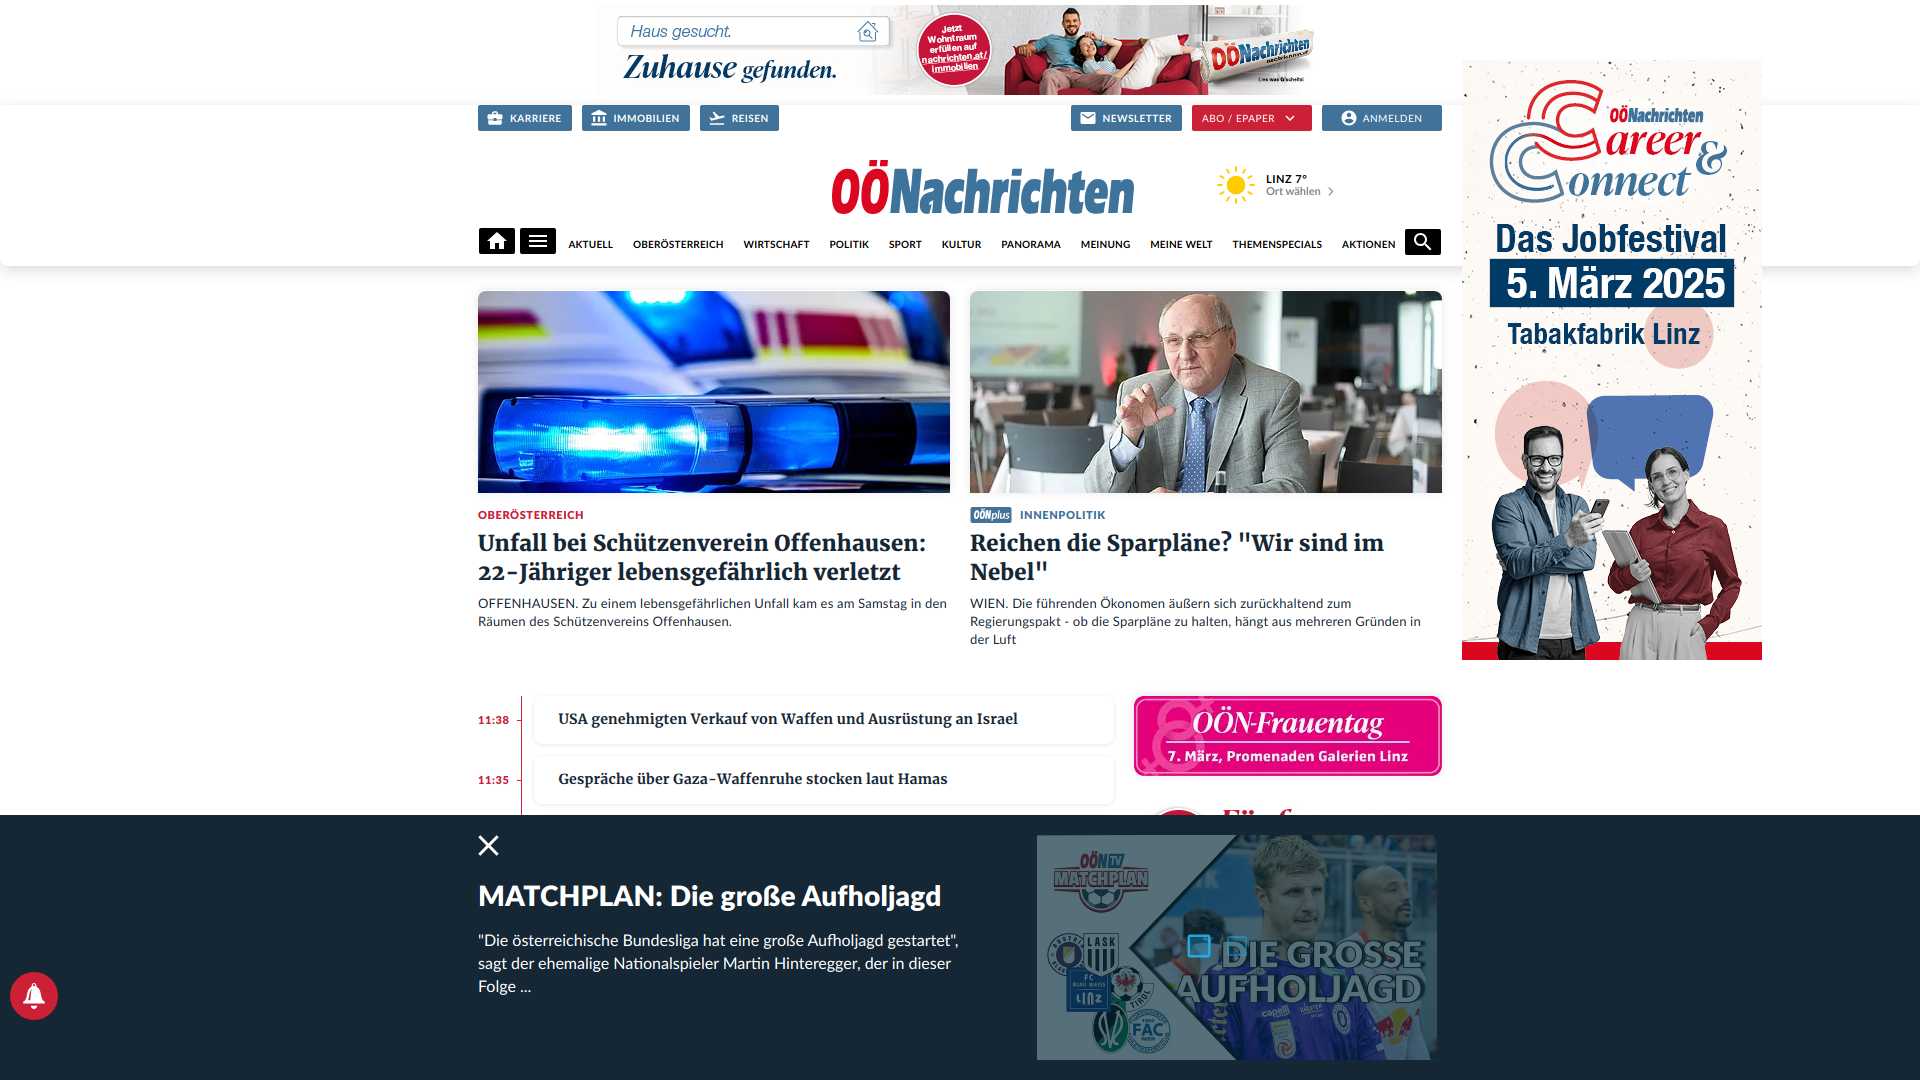 Haus gesucht.
Zuhause gefunden.
Jetzt
Wohntraum
erfüllen auf
nachrichten.at/
immobilien
OÖNachrichten
Lies was G'scheits!
KARRIERE
IMMOBILIEN
REISEN
NEWSLETTER
ABO / EPAPER
ANMELDEN
OÖNachrichten
LINZ 7°
Ort wählen
AKTUELL
OBERÖSTERREICH
WIRTSCHAFT
POLITIK
SPORT
KULTUR
PANORAMA
MEINUNG
MEINE WELT
THEMENSPECIALS
AKTIONEN
OÖNachrichten
Career &
Connect
Das Jobfestival
5. März 2025
Tabakfabrik Linz
OBERÖSTERREICH
Unfall bei Schützenverein Offenhausen:
22-Jähriger lebensgefährlich verletzt
OFFENHAUSEN. Zu einem lebensgefährlichen Unfall kam es am Samstag in den
Räumen des Schützenvereins Offenhausen.
OÖNplus INNENPOLITIK
Reichen die Sparpläne? "Wir sind im
Nebel"
WIEN. Die führenden Ökonomen äußern sich zurückhaltend zum
Regierungspakt - ob die Sparpläne zu halten, hängt aus mehreren Gründen in
der Luft
11:38 USA genehmigten Verkauf von Waffen und Ausrüstung an Israel
11:35 Gespräche über Gaza-Waffenruhe stocken laut Hamas
OÖN-Frauentag
7. März, Promenaden Galerien Linz
MATCHPLAN: Die große Aufholjagd
"Die österreichische Bundesliga hat eine große Aufholjagd gestartet",
sagt der ehemalige Nationalspieler Martin Hinteregger, der in dieser
Folge ...
OÖN TV
MATCHPLAN
LASK
FC
BLAU WEISS
LINZ
TIROL
FAC
DIE GROSSE
AUFHOLJAGD
capelli